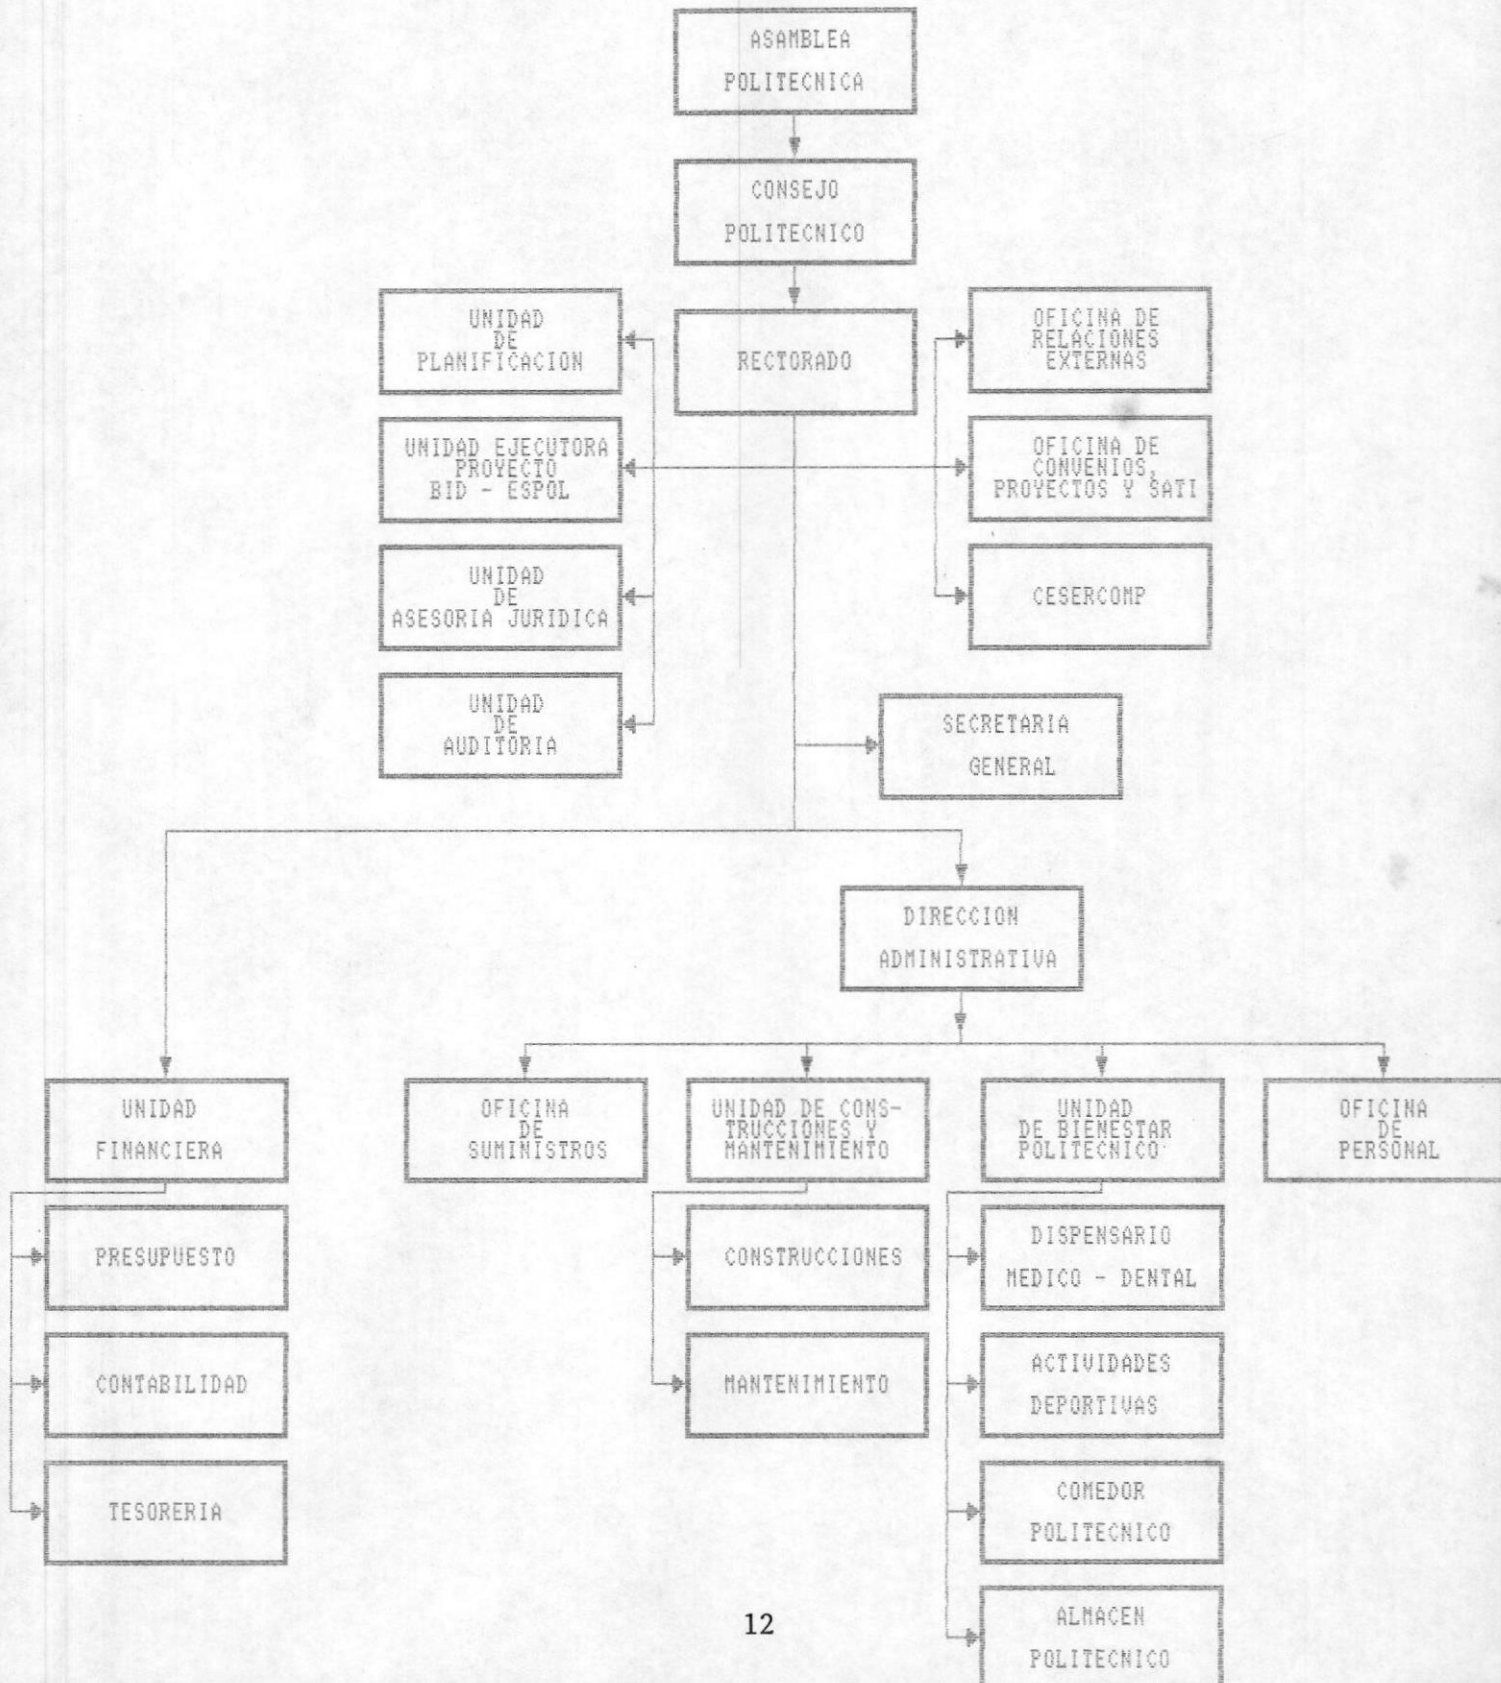 ASAMBLEA
POLITECNICA
CONSEJO
POLITECNICO
UNIDAD
DE
PLANIFICACION
RECTORADO
OFICINA DE
RELACIONES
EXTERNAS
UNIDAD EJECUTORA
PROYECTO
BID - ESPOL
OFICINA DE
CONVENIOS,
PROYECTOS Y SATI
UNIDAD
DE
ASESORIA JURIDICA
CESERCOMP
UNIDAD
DE
AUDITORIA
SECRETARIA
GENERAL
DIRECCION
ADMINISTRATIVA
UNIDAD
FINANCIERA
OFICINA
DE
SUMINISTROS
UNIDAD DE CONS-
TRUCCIONES Y
MANTENIMIENTO
UNIDAD
DE BIENESTAR
POLITECNICO
OFICINA
DE
PERSONAL
PRESUPUESTO
CONSTRUCCIONES
DISPENSARIO
MEDICO - DENTAL
CONTABILIDAD
MANTENIMIENTO
ACTIVIDADES
DEPORTIVAS
TESORERIA
COMEDOR
POLITECNICO
ALMACEN
POLITECNICO
12